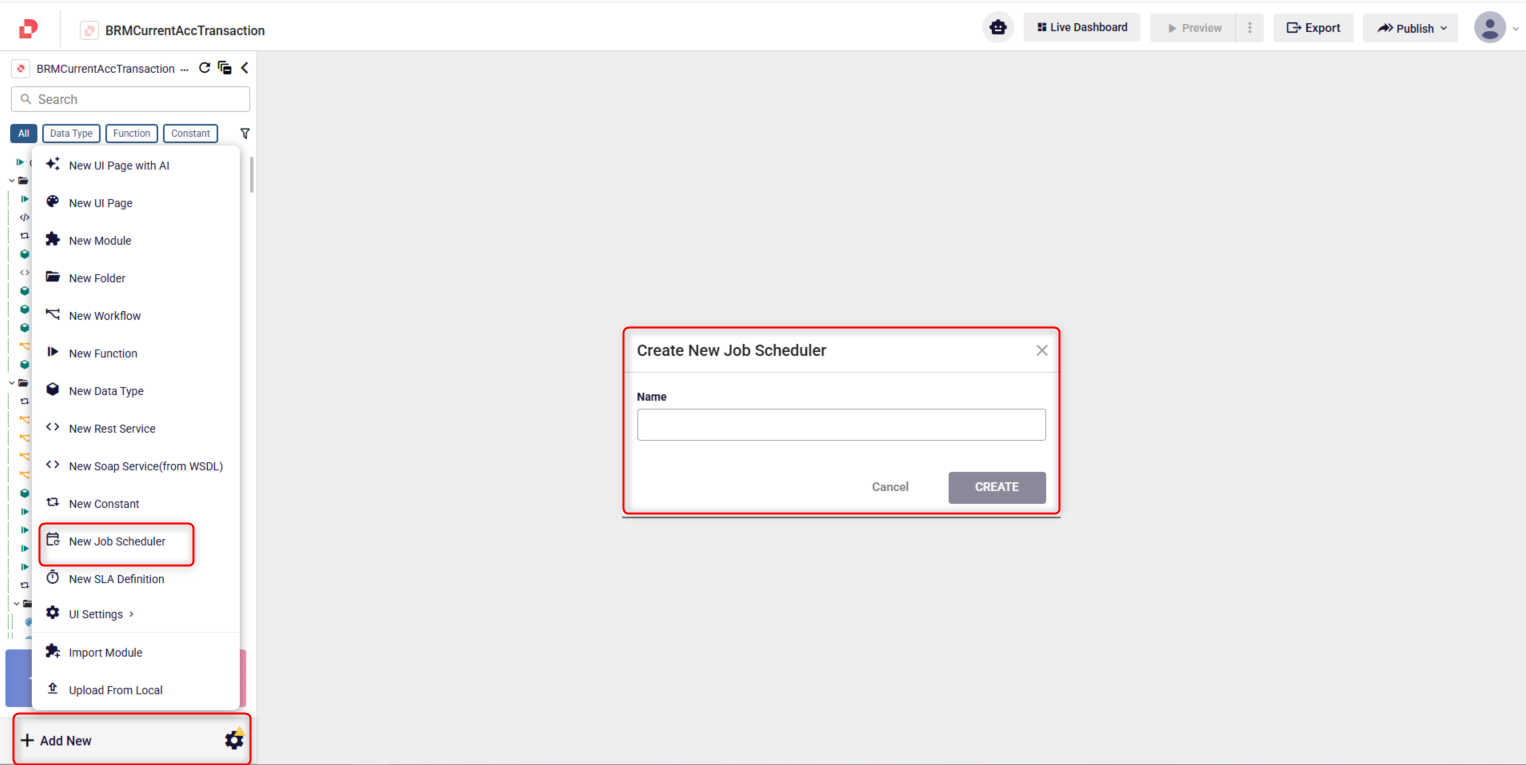 BRMCurrentAccTransaction
Live Dashboard
Preview
Export
Publish
BRMCurrentAccTransaction ...
Search
All
Data Type
Function
Constant
New UI Page with AI
New UI Page
New Module
New Folder
New Workflow
New Function
New Data Type
New Rest Service
New Soap Service(from WSDL)
New Constant
New Job Scheduler
New SLA Definition
UI Settings
Import Module
Upload From Local
Add New
Create New Job Scheduler
Name
Cancel
CREATE